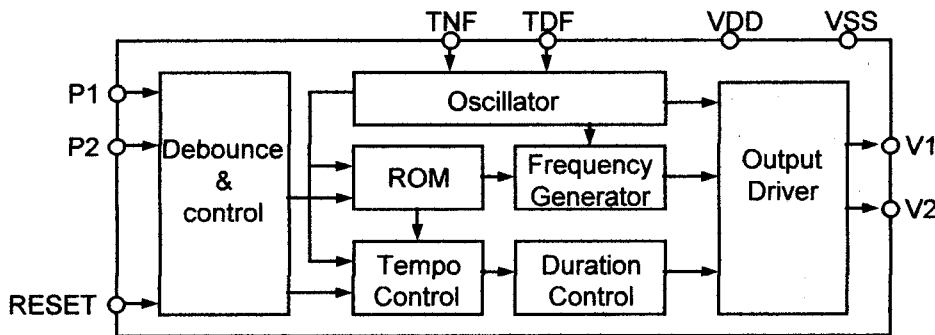 TNF
TDF
VDD
VSS
P1
P2
RESET
Debounce
&
control
Oscillator
ROM
Frequency
Generator
Tempo
Control
Duration
Control
Output
Driver
V1
V2